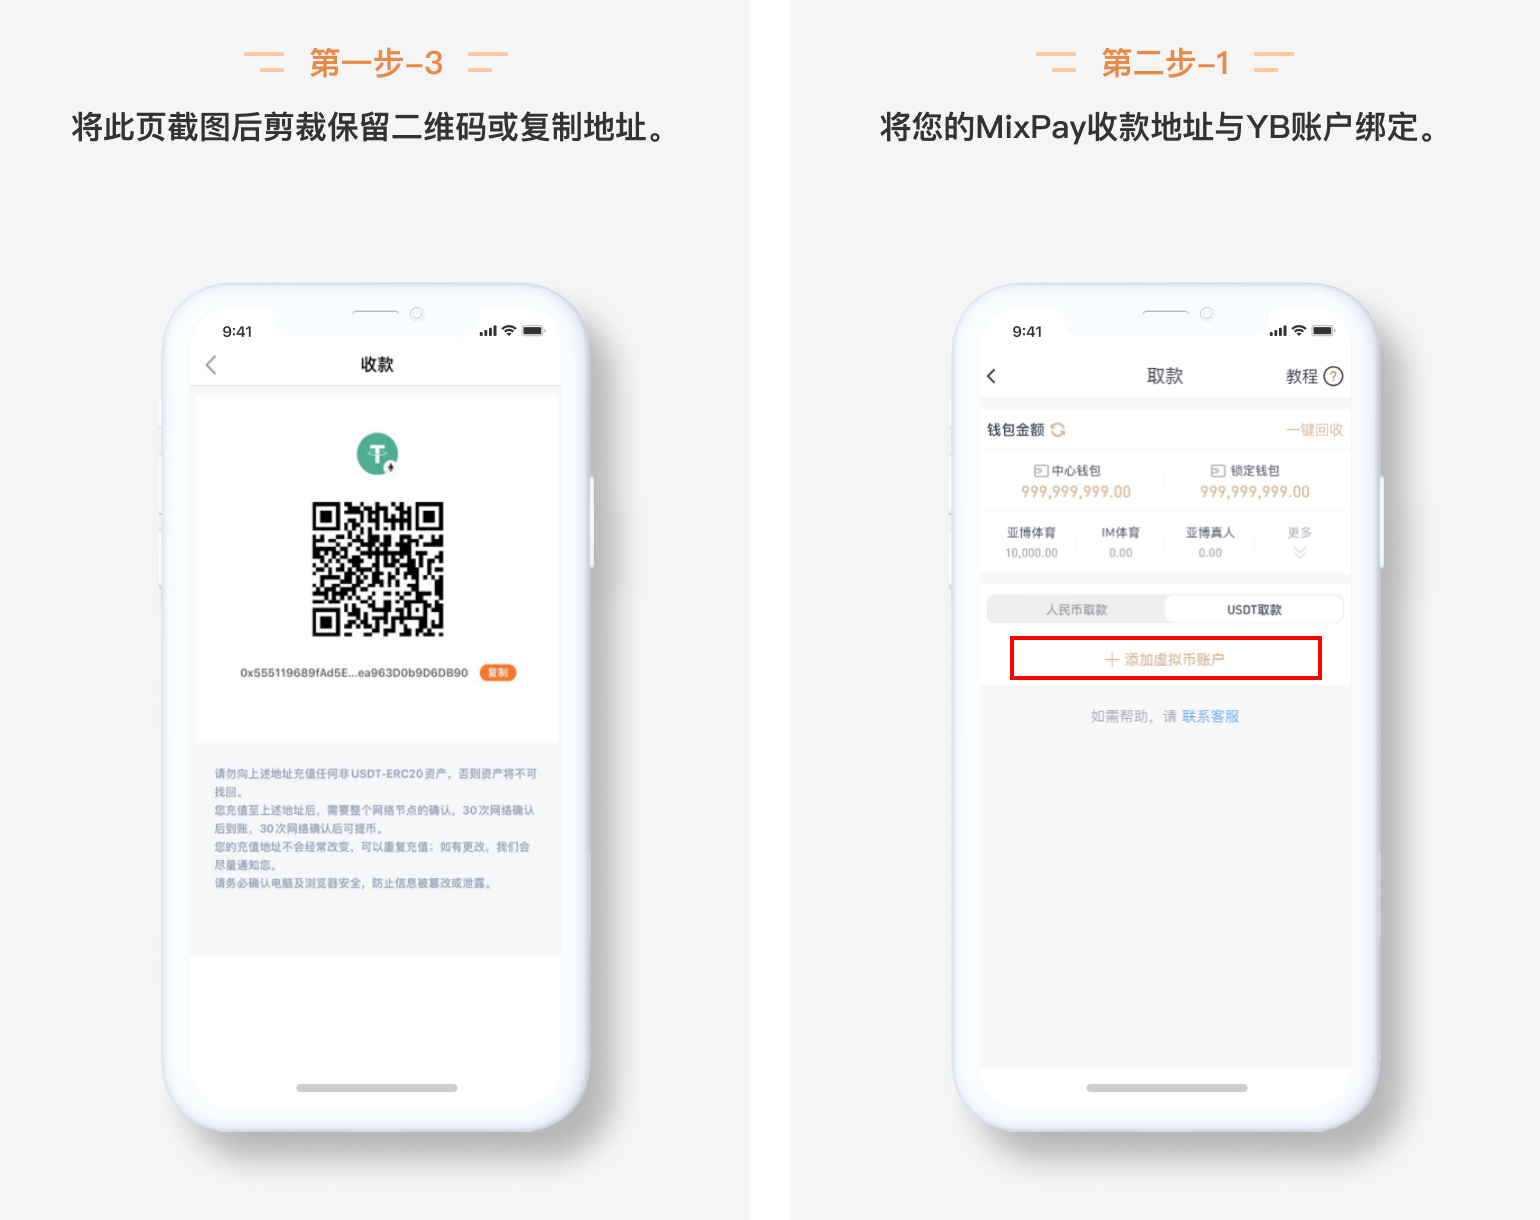 第一步-3
将此页截图后剪裁保留二维码或复制地址。
9:41
收款
0x555119689fAd5E...ea963D0b9D6DB90 复制
请勿向上述地址充值任何非USDT-ERC20资产，否则资产将不可
找回。
您充值至上述地址后，需要整个网络节点的确认，30次网络确认
后到账，30次网络确认后可提币。
您的充值地址不会经常改变，可以重复充值；如有更改，我们会
尽量通知您。
请务必确认电脑及浏览器安全，防止信息被篡改或泄露。
第二步-1
将您的MixPay收款地址与YB账户绑定。
9:41
取款 教程 ?
钱包金额 一键回收
中心钱包 锁定钱包
999,999,999.00 999,999,999.00
亚博体育 IM体育 亚博真人 更多
10,000.00 0.00 0.00
人民币取款 USDT取款
添加虚拟币账户
如需帮助，请 联系客服